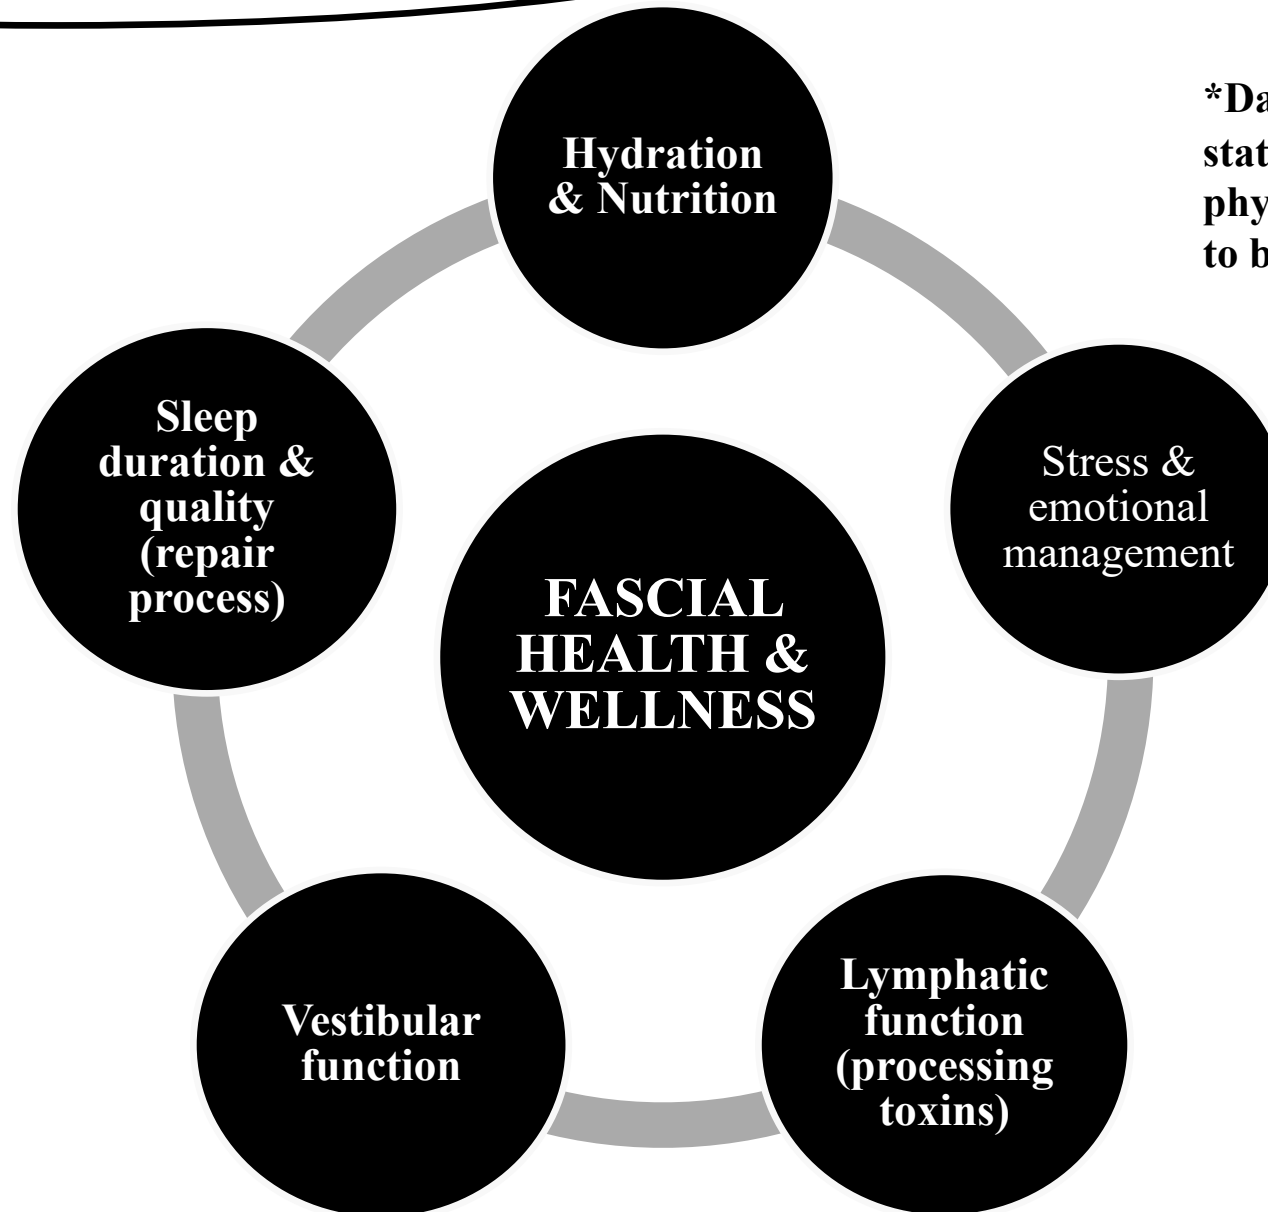 Hydration
& Nutrition
Stress &
emotional
management
Lymphatic
function
(processing
toxins)
Vestibular
function
Sleep
duration &
quality
(repair
process)
FASCIAL
HEALTH &
WELLNESS
to